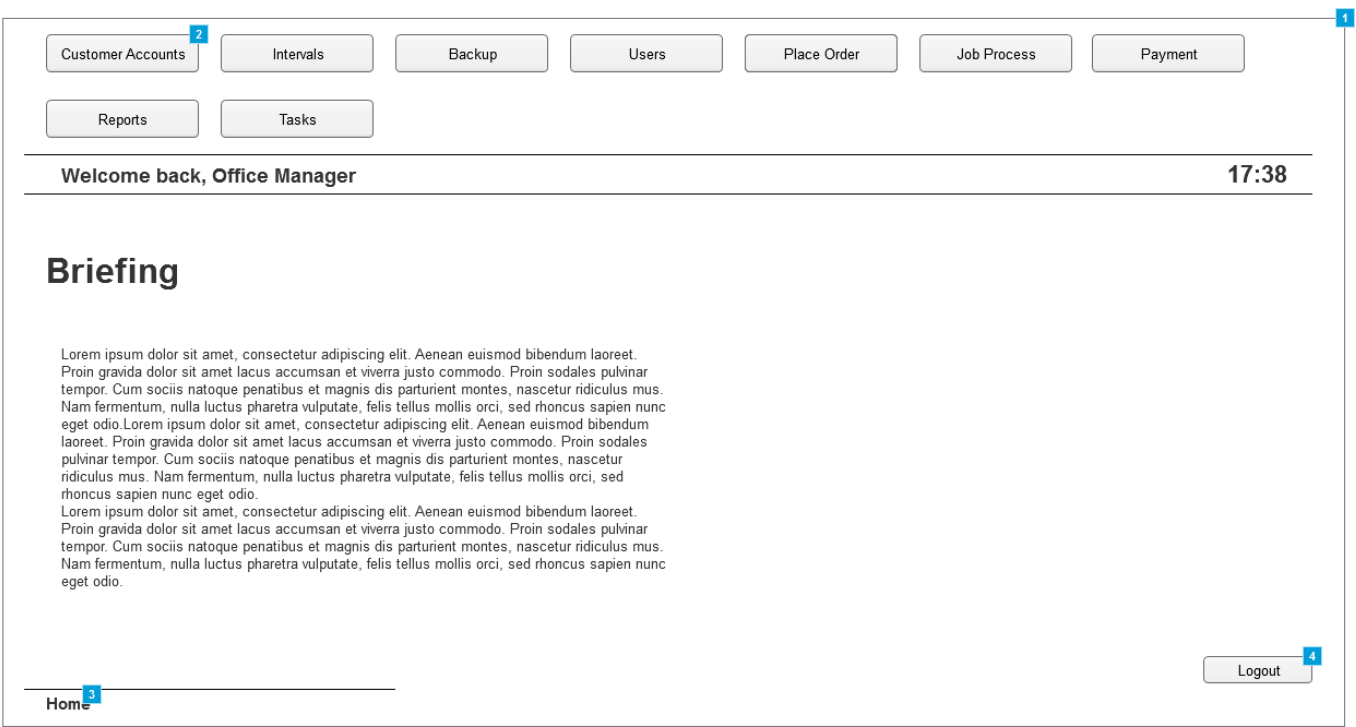 1
2
Customer Accounts Intervals Backup Users Place Order Job Process Payment
Reports Tasks
Welcome back, Office Manager 17:38
Briefing
Lorem ipsum dolor sit amet, consectetur adipiscing elit. Aenean euismod bibendum laoreet.
Proin gravida dolor sit amet lacus accumsan et viverra justo commodo. Proin sodales pulvinar
tempor. Cum sociis natoque penatibus et magnis dis parturient montes, nascetur ridiculus mus.
Nam fermentum, nulla luctus pharetra vulputate, felis tellus mollis orci, sed rhoncus sapien nunc
eget odio.Lorem ipsum dolor sit amet, consectetur adipiscing elit. Aenean euismod bibendum
laoreet. Proin gravida dolor sit amet lacus accumsan et viverra justo commodo. Proin sodales
pulvinar tempor. Cum sociis natoque penatibus et magnis dis parturient montes, nascetur
ridiculus mus. Nam fermentum, nulla luctus pharetra vulputate, felis tellus mollis orci, sed
rhoncus sapien nunc eget odio.
Lorem ipsum dolor sit amet, consectetur adipiscing elit. Aenean euismod bibendum laoreet.
Proin gravida dolor sit amet lacus accumsan et viverra justo commodo. Proin sodales pulvinar
tempor. Cum sociis natoque penatibus et magnis dis parturient montes, nascetur ridiculus mus.
Nam fermentum, nulla luctus pharetra vulputate, felis tellus mollis orci, sed rhoncus sapien nunc
eget odio.
4
Logout
3
Home